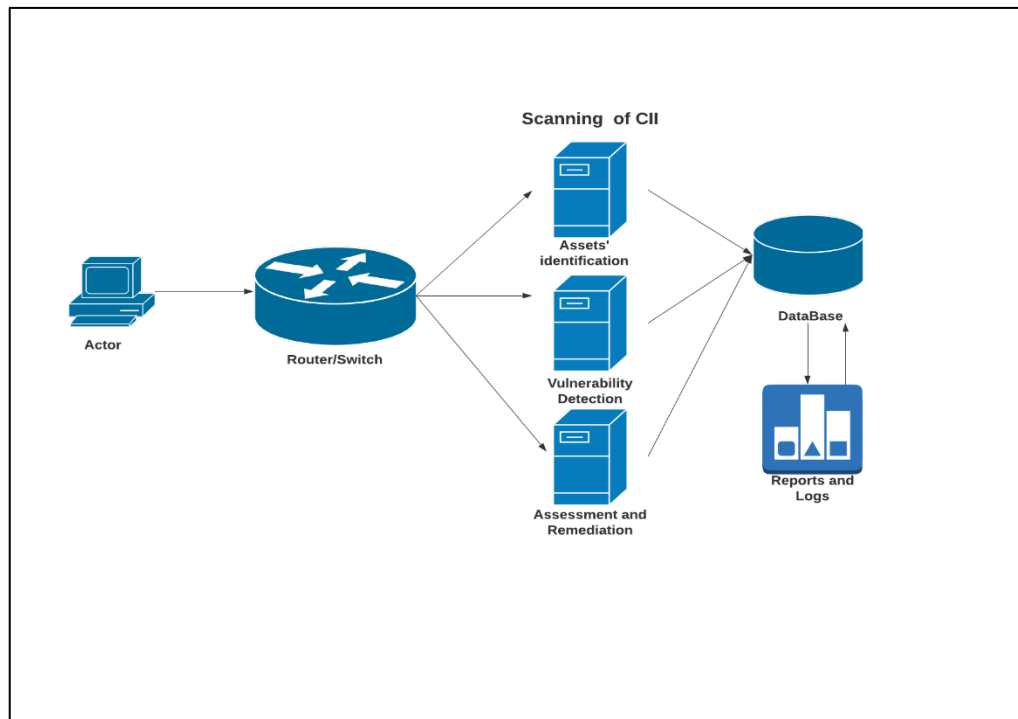 Scanning of CII
Assets'
identification
Actor
Router/Switch
Vulnerability
Detection
Assessment and
Remediation
DataBase
Reports and
Logs